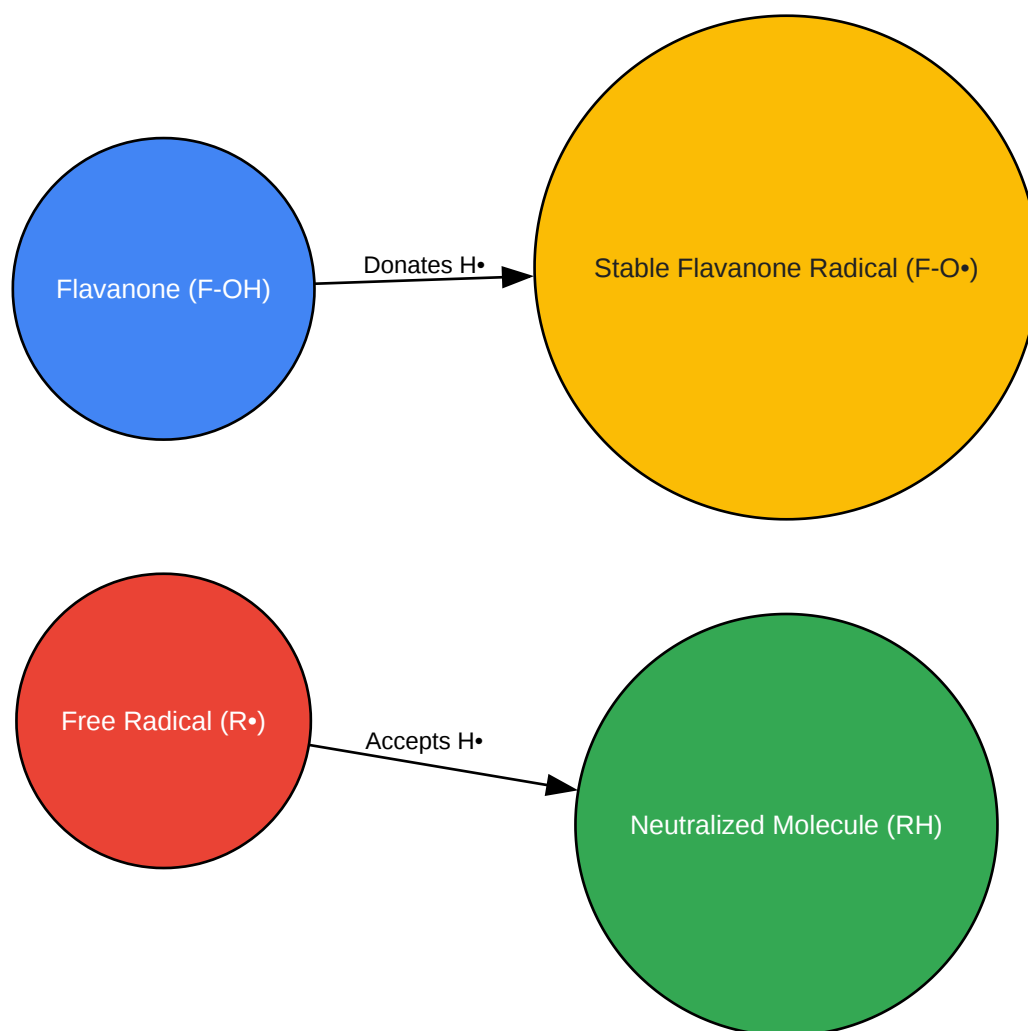 Flavanone (F-OH)
Donates H•
Stable Flavanone Radical (F-O•)
Free Radical (R•)
Accepts H•
Neutralized Molecule (RH)